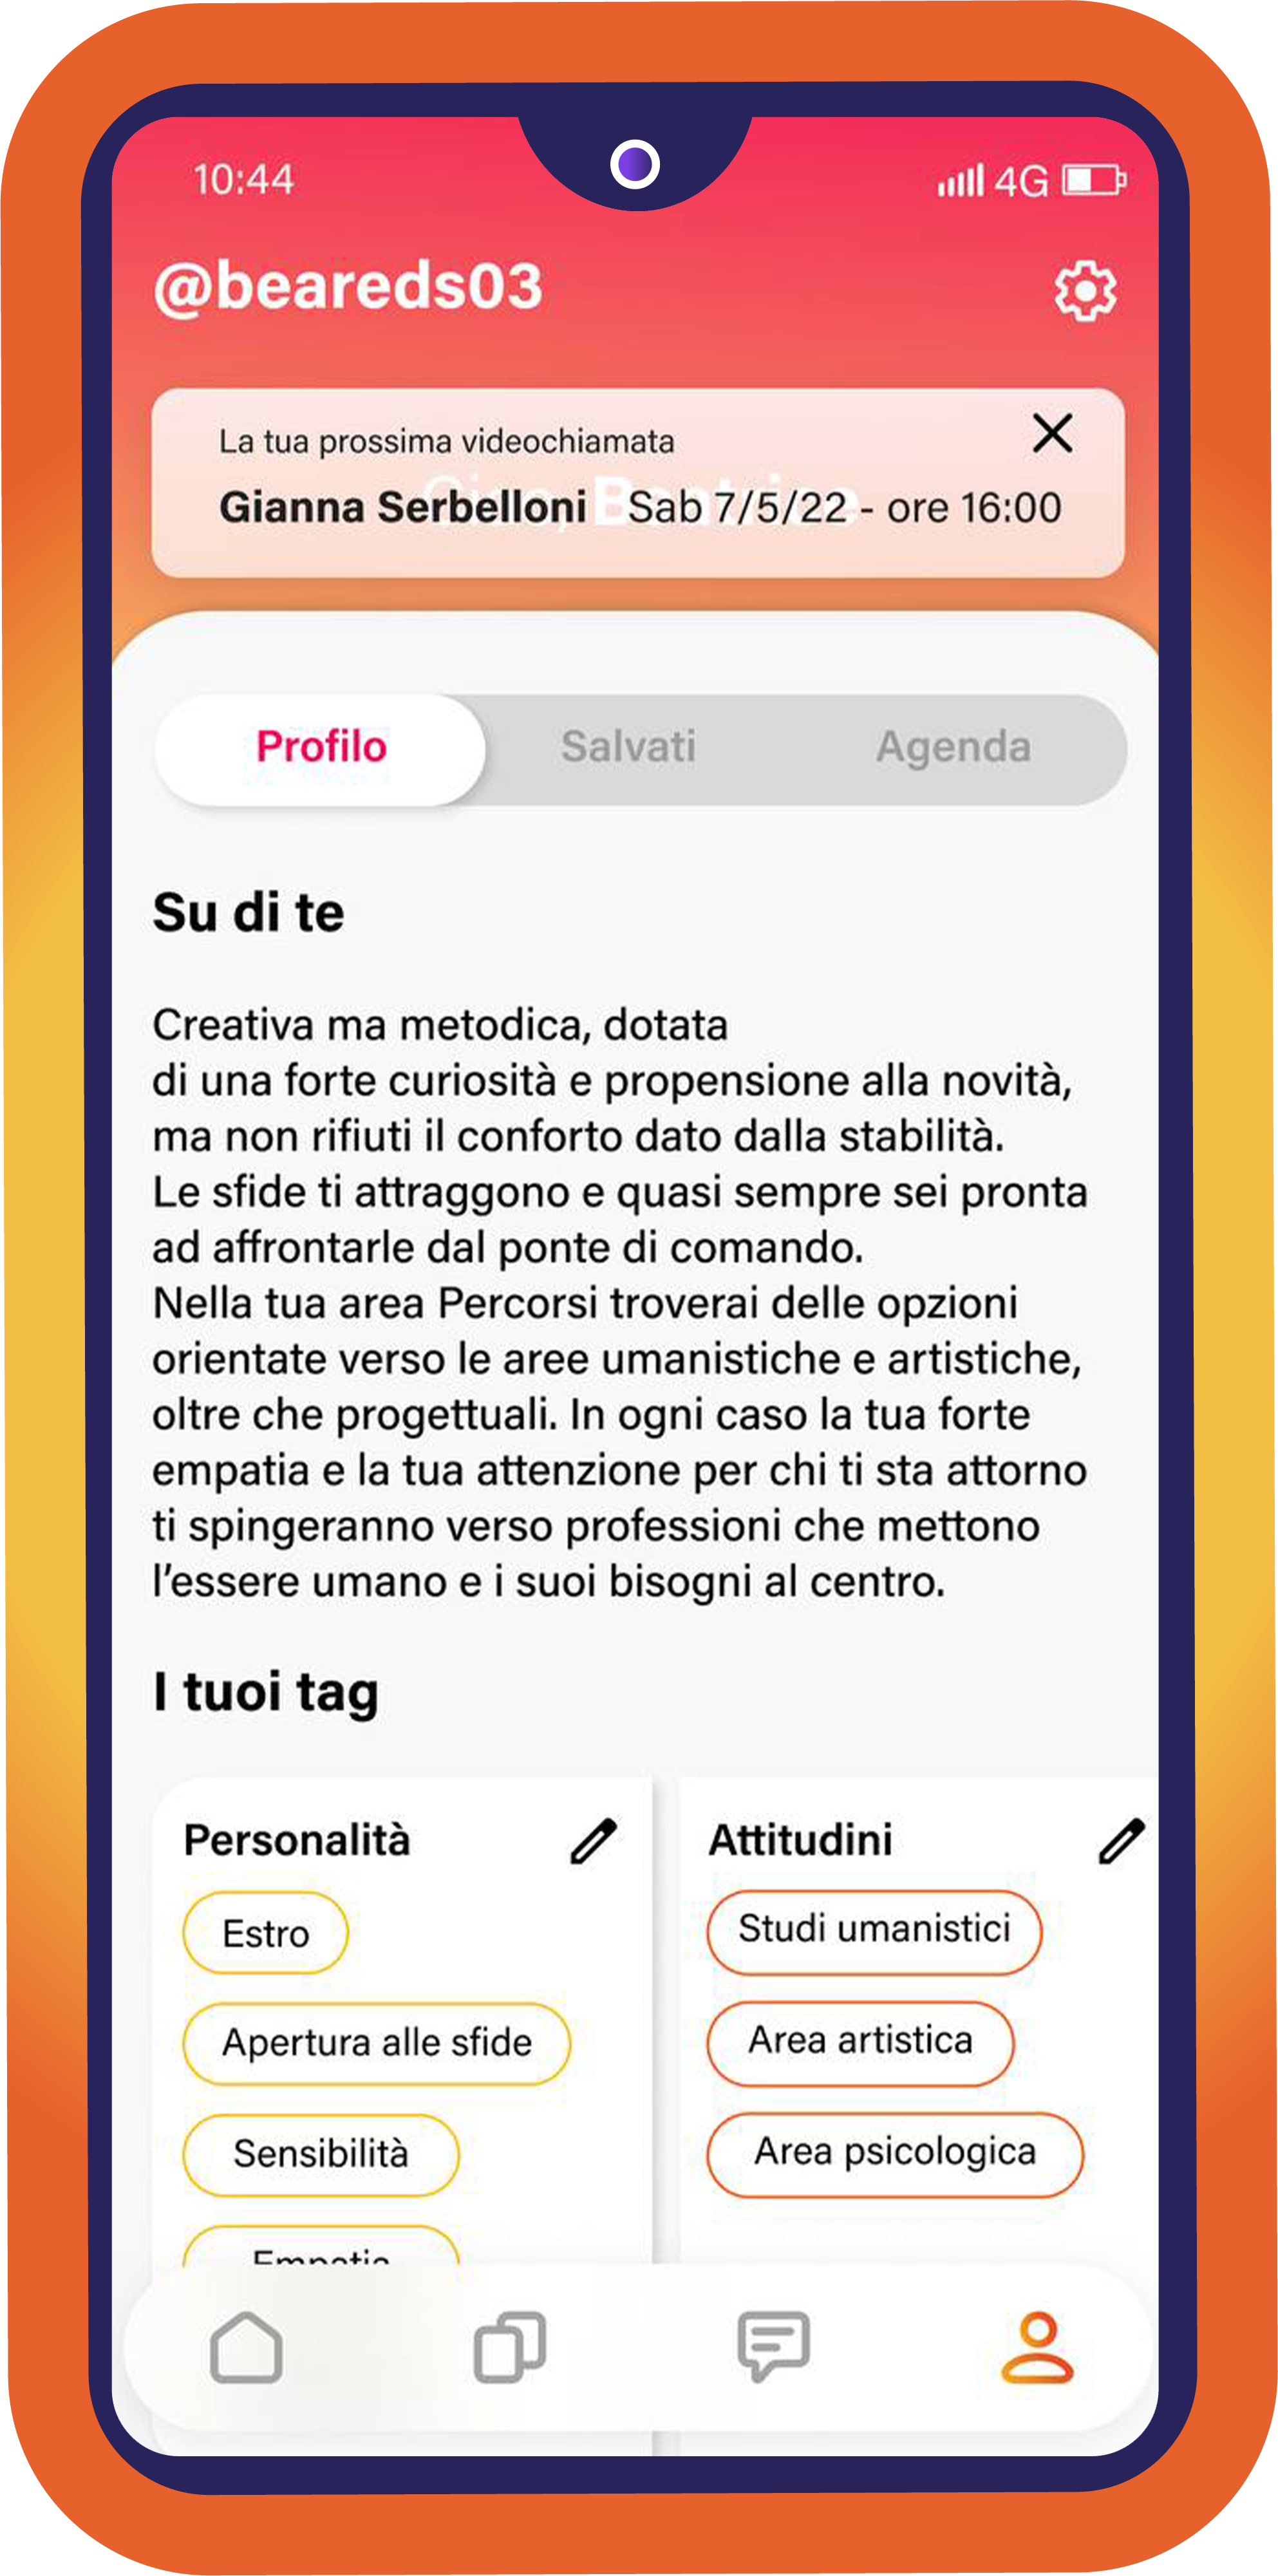 10:44
4G
@beareds03
La tua prossima videochiamata
Gianna Serbelloni Sab 7/5/22 - ore 16:00
Profilo Salvati Agenda
Su di te
Creativa ma metodica, dotata
di una forte curiosità e propensione alla novità,
ma non rifiuti il conforto dato dalla stabilità.
Le sfide ti attraggono e quasi sempre sei pronta
ad affrontarle dal ponte di comando.
Nella tua area Percorsi troverai delle opzioni
orientate verso le aree umanistiche e artistiche,
oltre che progettuali. In ogni caso la tua forte
empatia e la tua attenzione per chi ti sta attorno
ti spingeranno verso professioni che mettono
l’essere umano e i suoi bisogni al centro.
I tuoi tag
Personalità
Estro
Apertura alle sfide
Sensibilità
Empatia
Attitudini
Studi umanistici
Area artistica
Area psicologica